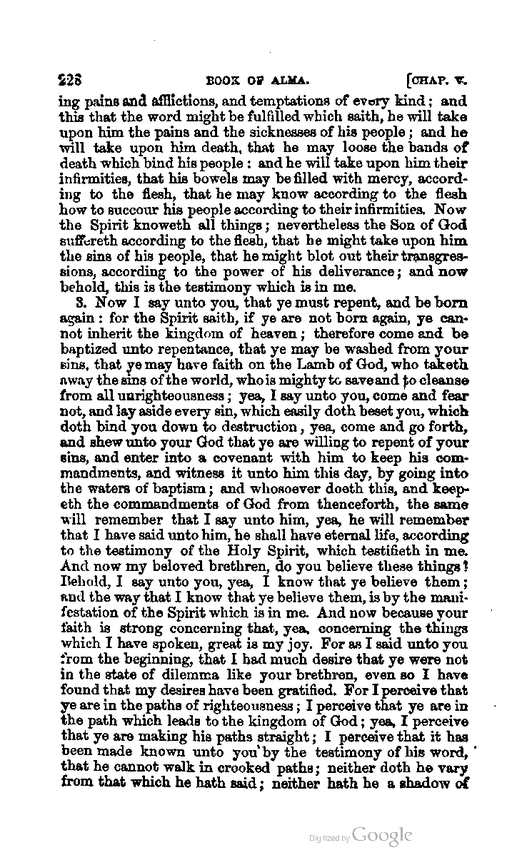 228 BOOK OF ALMA. [CHAP. V.
ing pains and afflictions, and temptations of every kind; and
this that the word might be fulfilled which saith, he will take
upon him the pains and the sicknesses of his people; and he
will take upon him death, that he may loose the bands of
death which bind his people: and he will take upon him their
infirmities, that his bowels may be filled with mercy, accord-
ing to the flesh, that he may know according to the flesh
how to succour his people according to their infirmities. Now
the Spirit knoweth all things; nevertheless the Son of God
suffereth according to the flesh, that he might take upon him
the sins of his people, that he might blot out their transgres-
sions, according to the power of his deliverance; and now
behold, this is the testimony which is in me.
3. Now I say unto you, that ye must repent, and be born
again: for the Spirit saith, if ye are not born again, ye can-
not inherit the kingdom of heaven; therefore come and be
baptized unto repentance, that ye may be washed from your
sins, that ye may have faith on the Lamb of God, who taketh
away the sins of the world, who is mighty to save and to cleanse
from all unrighteousness; yea, I say unto you, come and fear
not, and lay aside every sin, which easily doth beset you, which
doth bind you down to destruction, yea, come and go forth,
and shew unto your God that ye are willing to repent of your
sins, and enter into a covenant with him to keep his com-
mandments, and witness it unto him this day, by going into
the waters of baptism; and whosoever doeth this, and keep-
eth the commandments of God from thenceforth, the same
will remember that I say unto him, yea, he will remember
that I have said unto him, he shall have eternal life, according
to the testimony of the Holy Spirit, which testifieth in me.
And now my beloved brethren, do you believe these things?
Behold, I say unto you, yea, I know that ye believe them;
and the way that I know that ye believe them, is by the mani-
festation of the Spirit which is in me. And now because your
faith is strong concerning that, yea, concerning the things
which I have spoken, great is my joy. For as I said unto you
from the beginning, that I had much desire that ye were not
in the state of dilemma like your brethren, even so I have
found that my desires have been gratified. For I perceive that
ye are in the paths of righteousness; I perceive that ye are in
the path which leads to the kingdom of God; yea, I perceive
that ye are making his paths straight; I perceive that it has
been made known unto you by the testimony of his word,
that he cannot walk in crooked paths; neither doth he vary
from that which he hath said; neither hath he a shadow of
Digitized by Google